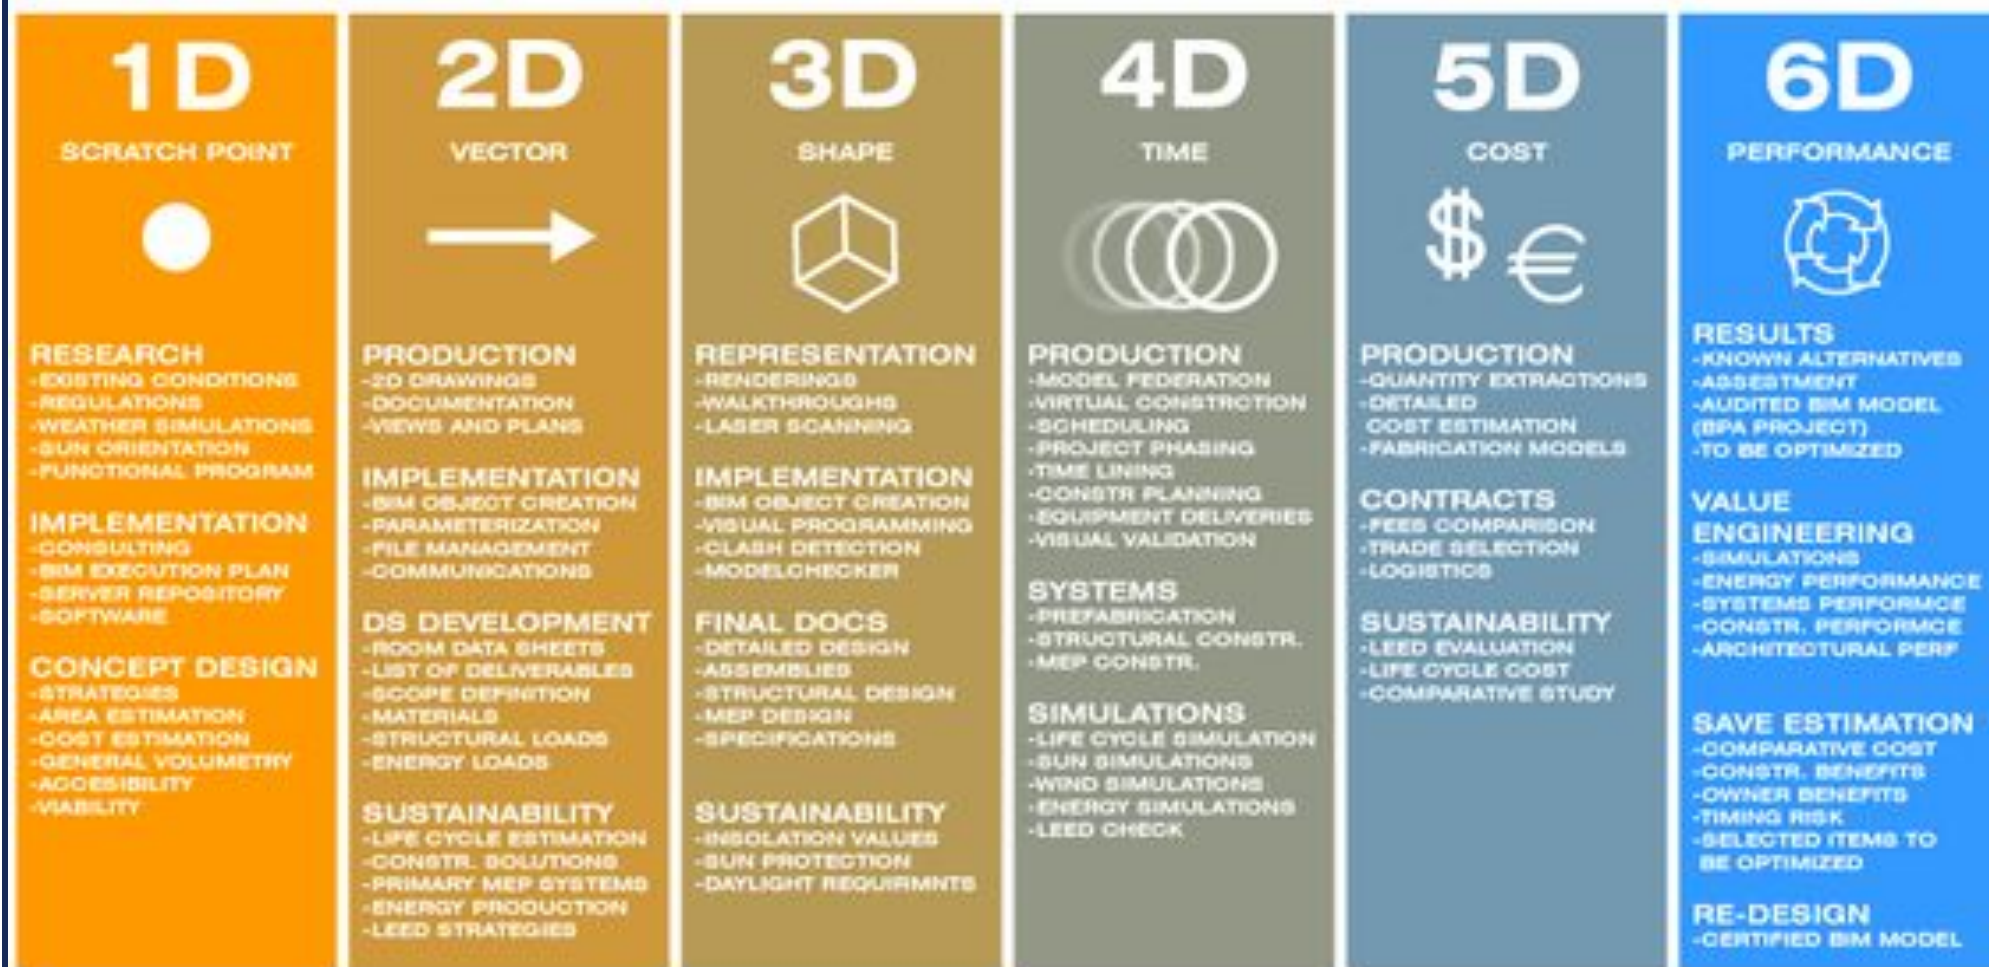 1D
SCRATCH POINT
RESEARCH
-EXISTING CONDITIONS
-REGULATIONS
-WEATHER SIMULATIONS
-SUN ORIENTATION
-FUNCTIONAL PROGRAM
IMPLEMENTATION
-CONSULTING
-BIM EXECUTION PLAN
-SERVER REPOSITORY
-SOFTWARE
CONCEPT DESIGN
-STRATEGIES
-AREA ESTIMATION
-COST ESTIMATION
-GENERAL VOLUMETRY
-ACCESIBILITY
-VIABILITY
2D
VECTOR
PRODUCTION
-2D DRAWINGS
-DOCUMENTATION
-VIEWS AND PLANS
IMPLEMENTATION
-BIM OBJECT CREATION
-PARAMETERIZATION
-FILE MANAGEMENT
-COMMUNICATIONS
DS DEVELOPMENT
-ROOM DATA SHEETS
-LIST OF DELIVERABLES
-SCOPE DEFINITION
-MATERIALS
-STRUCTURAL LOADS
-ENERGY LOADS
SUSTAINABILITY
-LIFE CYCLE ESTIMATION
-CONSTR. SOLUTIONS
-PRIMARY MEP SYSTEMS
-ENERGY PRODUCTION
-LEED STRATEGIES
3D
SHAPE
REPRESENTATION
-RENDERINGS
-WALKTHROUGHS
-LASER SCANNING
IMPLEMENTATION
-BIM OBJECT CREATION
-VISUAL PROGRAMMING
-CLASH DETECTION
-MODELCHECKER
FINAL DOCS
-DETAILED DESIGN
-ASSEMBLIES
-STRUCTURAL DESIGN
-MEP DESIGN
-SPECIFICATIONS
SUSTAINABILITY
-INSOLATION VALUES
-SUN PROTECTION
-DAYLIGHT REQUIRMNTS
4D
TIME
PRODUCTION
-MODEL FEDERATION
-VIRTUAL CONSTRCTION
-SCHEDULING
-PROJECT PHASING
-TIME LINING
-CONSTR PLANNING
-EQUIPMENT DELIVERIES
-VISUAL VALIDATION
SYSTEMS
-PREFABRICATION
-STRUCTURAL CONSTR.
-MEP CONSTR.
SIMULATIONS
-LIFE CYCLE SIMULATION
-SUN SIMULATIONS
-WIND SIMULATIONS
-ENERGY SIMULATIONS
-LEED CHECK
5D
COST
$ €
PRODUCTION
-QUANTITY EXTRACTIONS
-DETAILED
COST ESTIMATION
-FABRICATION MODELS
CONTRACTS
-FEES COMPARISON
-TRADE SELECTION
-LOGISTICS
SUSTAINABILITY
-LEED EVALUATION
-LIFE CYCLE COST
-COMPARATIVE STUDY
6D
PERFORMANCE
RESULTS
-KNOWN ALTERNATIVES
-ASSESTMENT
-AUDITED BIM MODEL
(BPA PROJECT)
-TO BE OPTIMIZED
VALUE
ENGINEERING
-SIMULATIONS
-ENERGY PERFORMANCE
-SYSTEMS PERFORMCE
-CONSTR. PERFORMCE
-ARCHITECTURAL PERF
SAVE ESTIMATION
-COMPARATIVE COST
-CONSTR. BENEFITS
-OWNER BENEFITS
-TIMING RISK
-SELECTED ITEMS TO
BE OPTIMIZED
RE-DESIGN
-CERTIFIED BIM MODEL